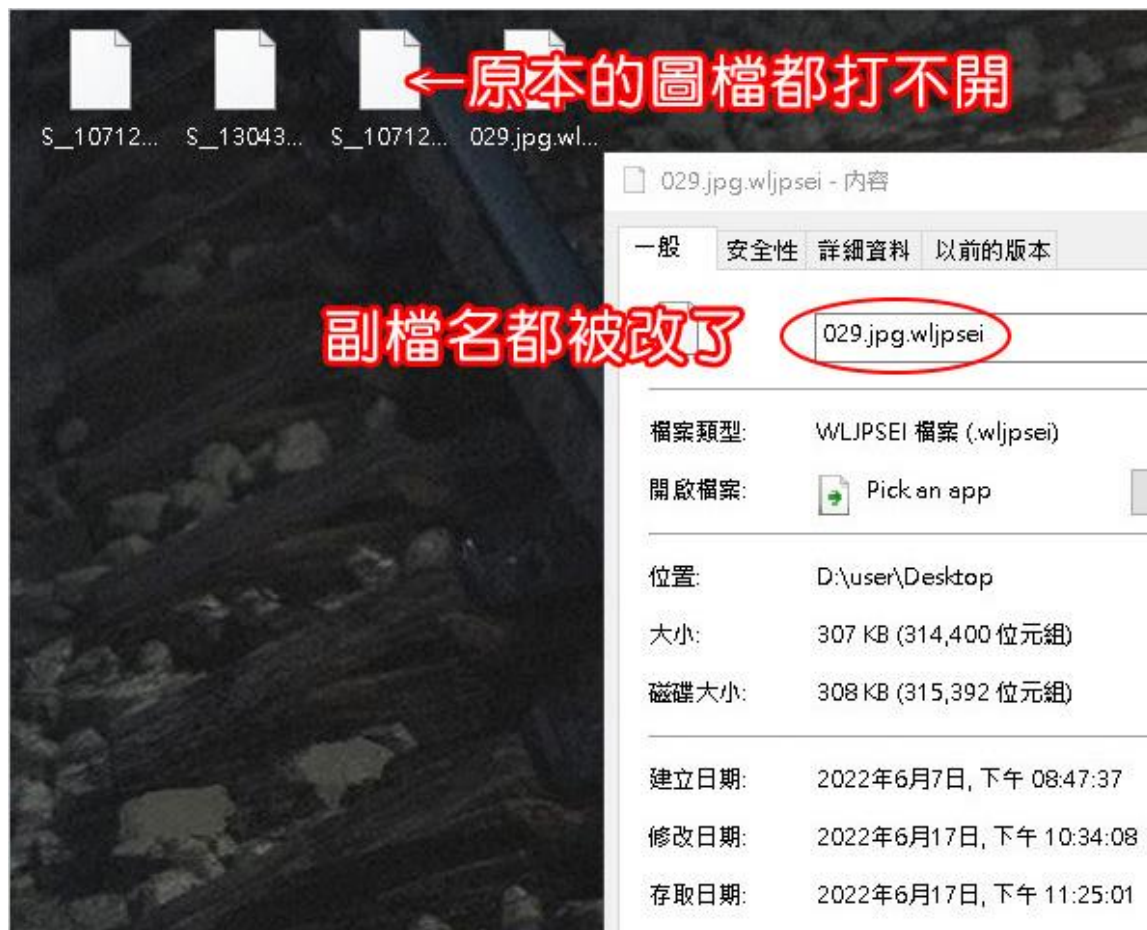 ←原本的圖檔都打不開
S__10712...
S__13043...
S__10712...
029.jpg.wl...
029.jpg.wljpsei - 內容
一般
安全性
詳細資料
以前的版本
副檔名都被改了
029.jpg.wljpsei
檔案類型:
WLJPSEI 檔案 (.wljpsei)
開啟檔案:
Pick an app
位置:
D:\user\Desktop
大小:
307 KB (314,400 位元組)
磁碟大小:
308 KB (315,392 位元組)
建立日期:
2022年6月7日, 下午 08:47:37
修改日期:
2022年6月17日, 下午 10:34:08
存取日期:
2022年6月17日, 下午 11:25:01